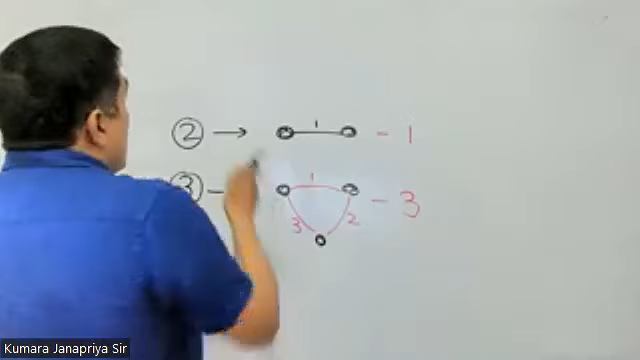 ② → 1 - 1
③ - 1 3 2 - 3
Kumara Janapriya Sir